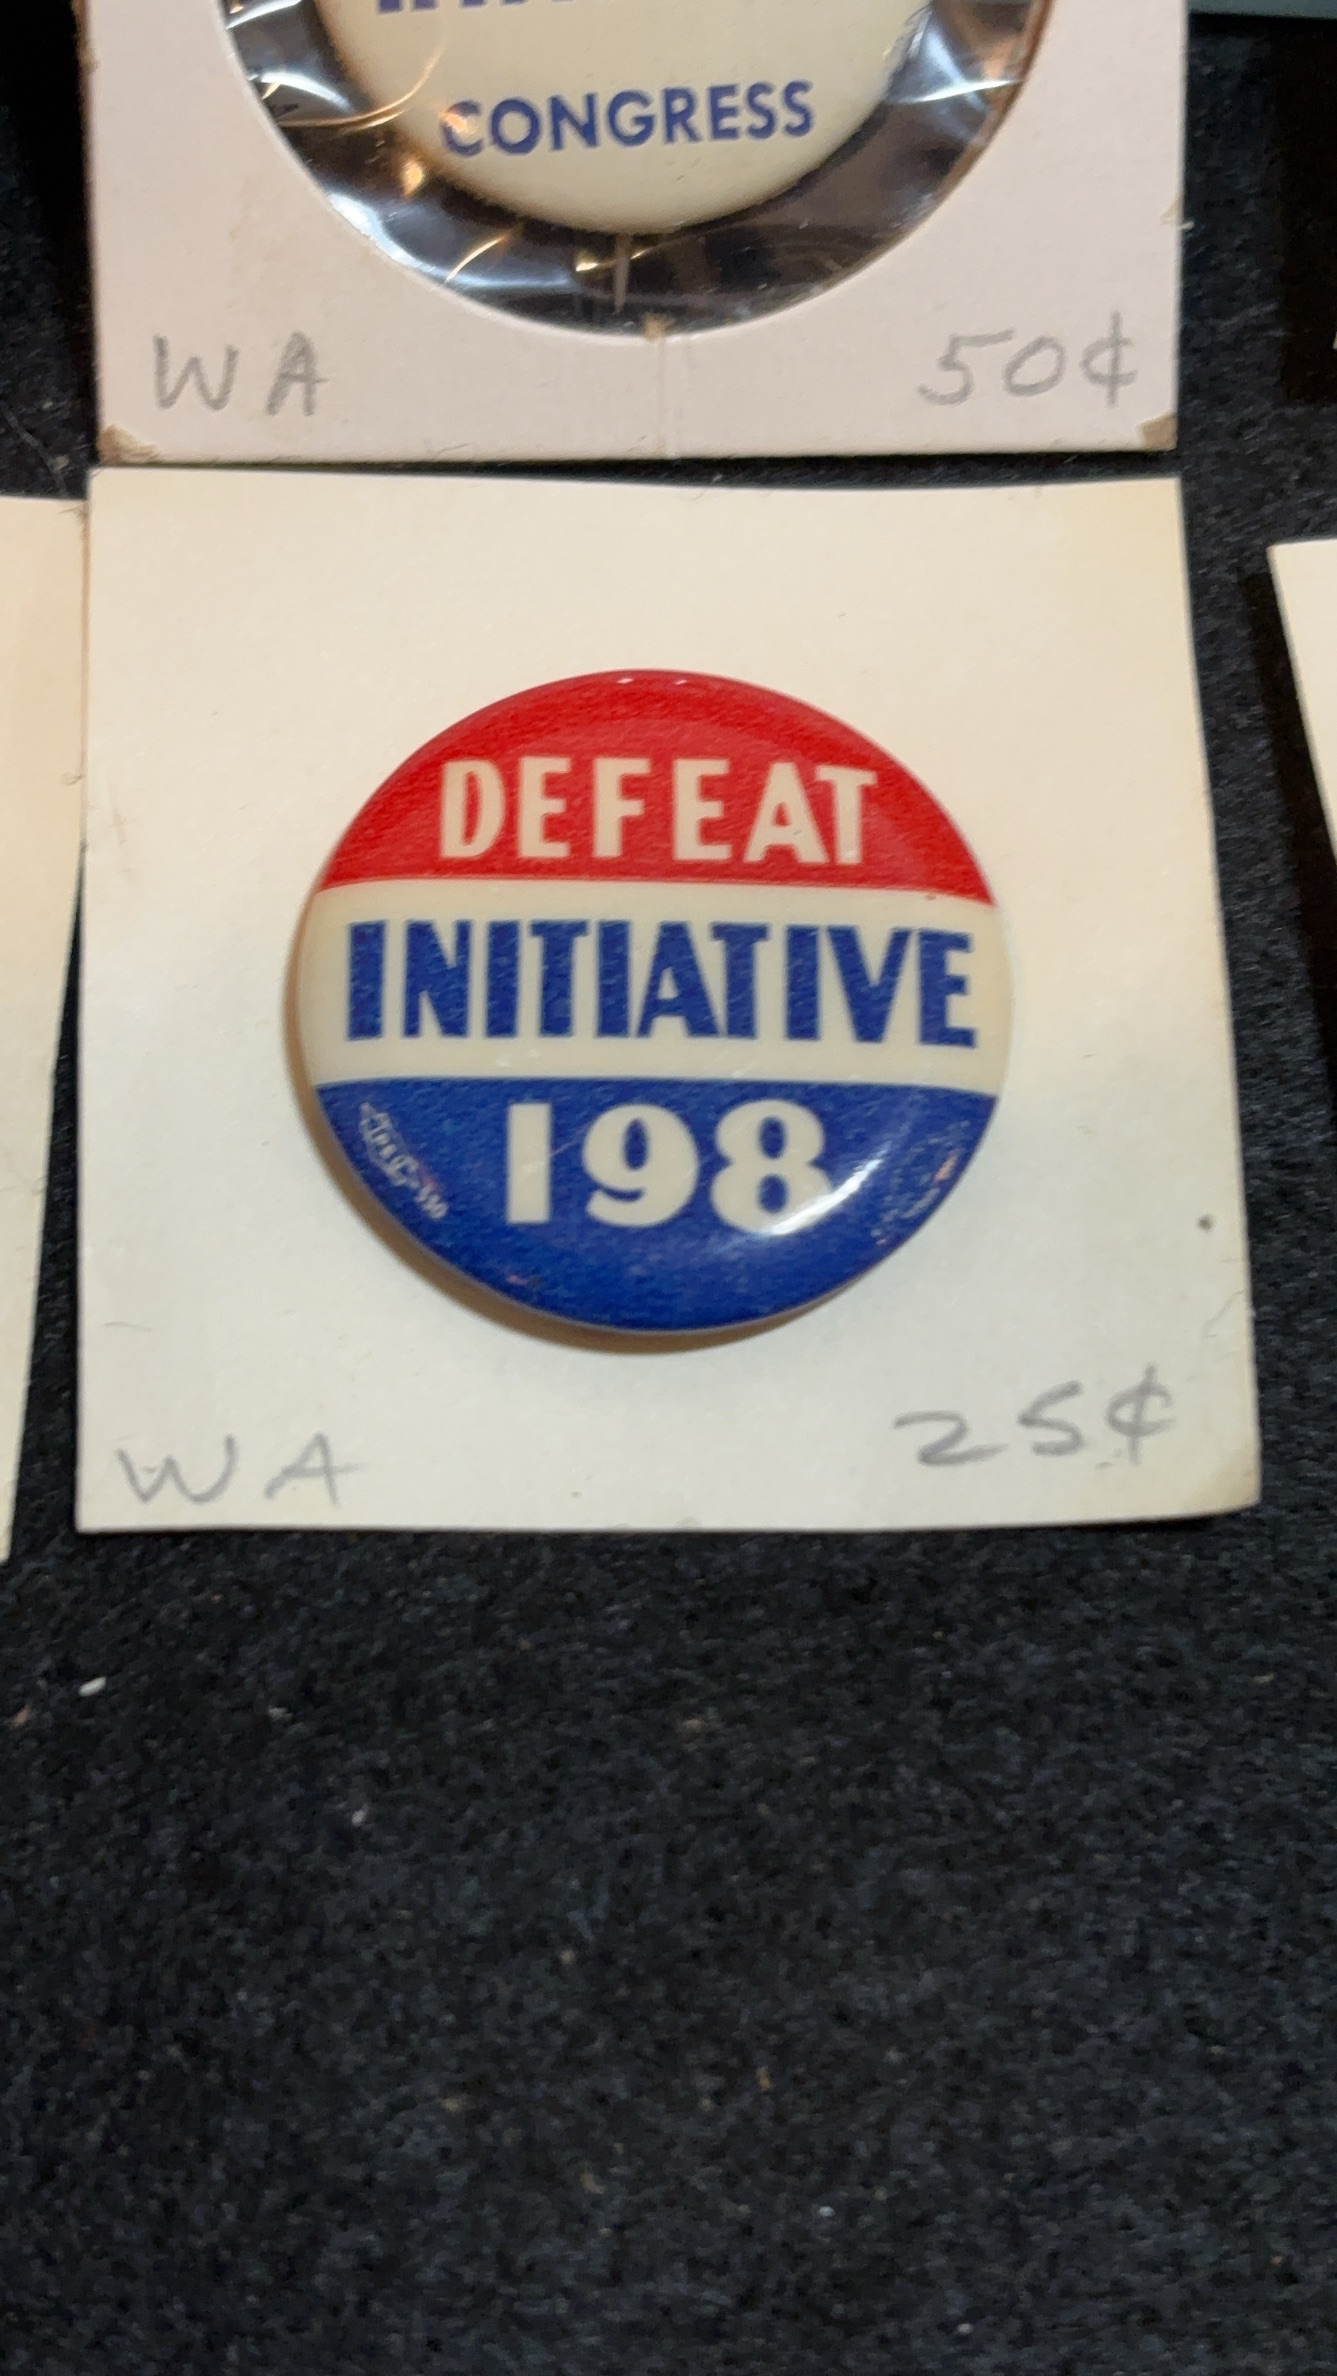 CONGRESS
WA 50¢
DEFEAT
INITIATIVE
198
WA 25¢